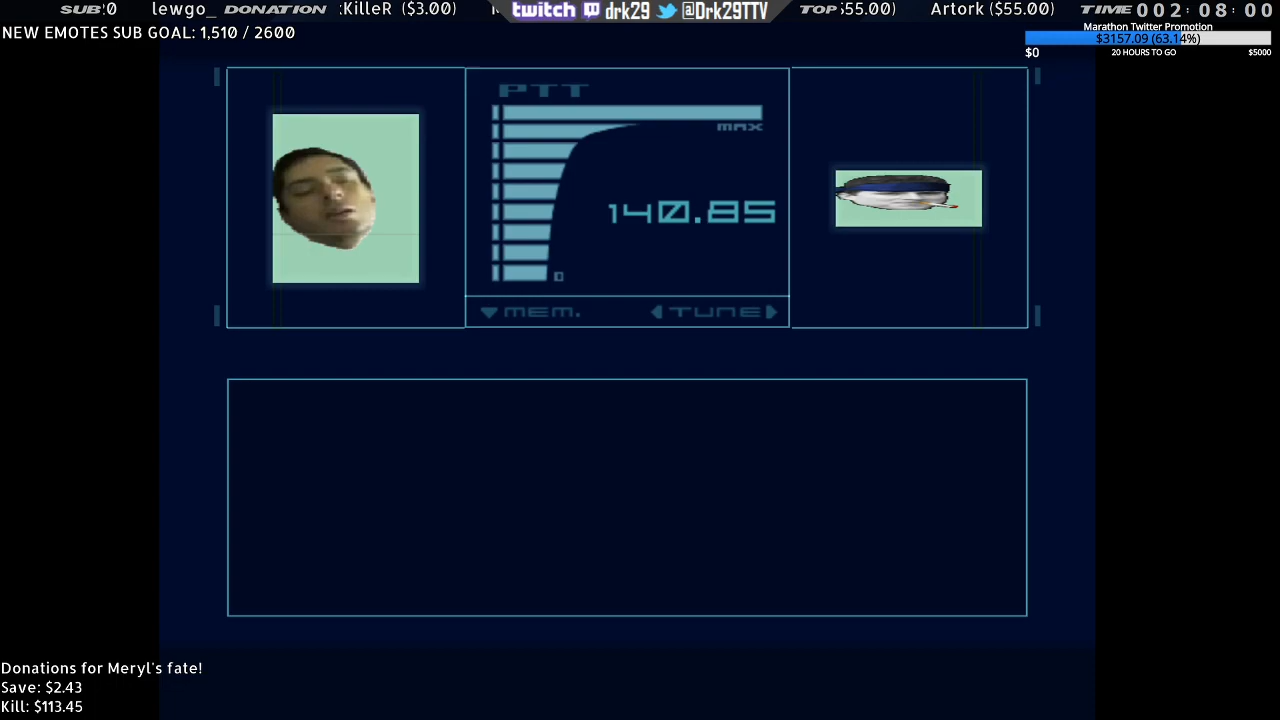 SUB: 0 lewgo_ DONATION :KilleR ($3.00) twitch drk29 @Drk29TTV TOP $55.00) Artork ($55.00) TIME 002:08:00
NEW EMOTES SUB GOAL: 1,510 / 2600
Marathon Twitter Promotion
$3157.09 (63.14%)
$0 20 HOURS TO GO $5000
PTT
MAX
140.85
0
MEM. TUNE
Donations for Meryl's fate!
Save: $2.43
Kill: $113.45